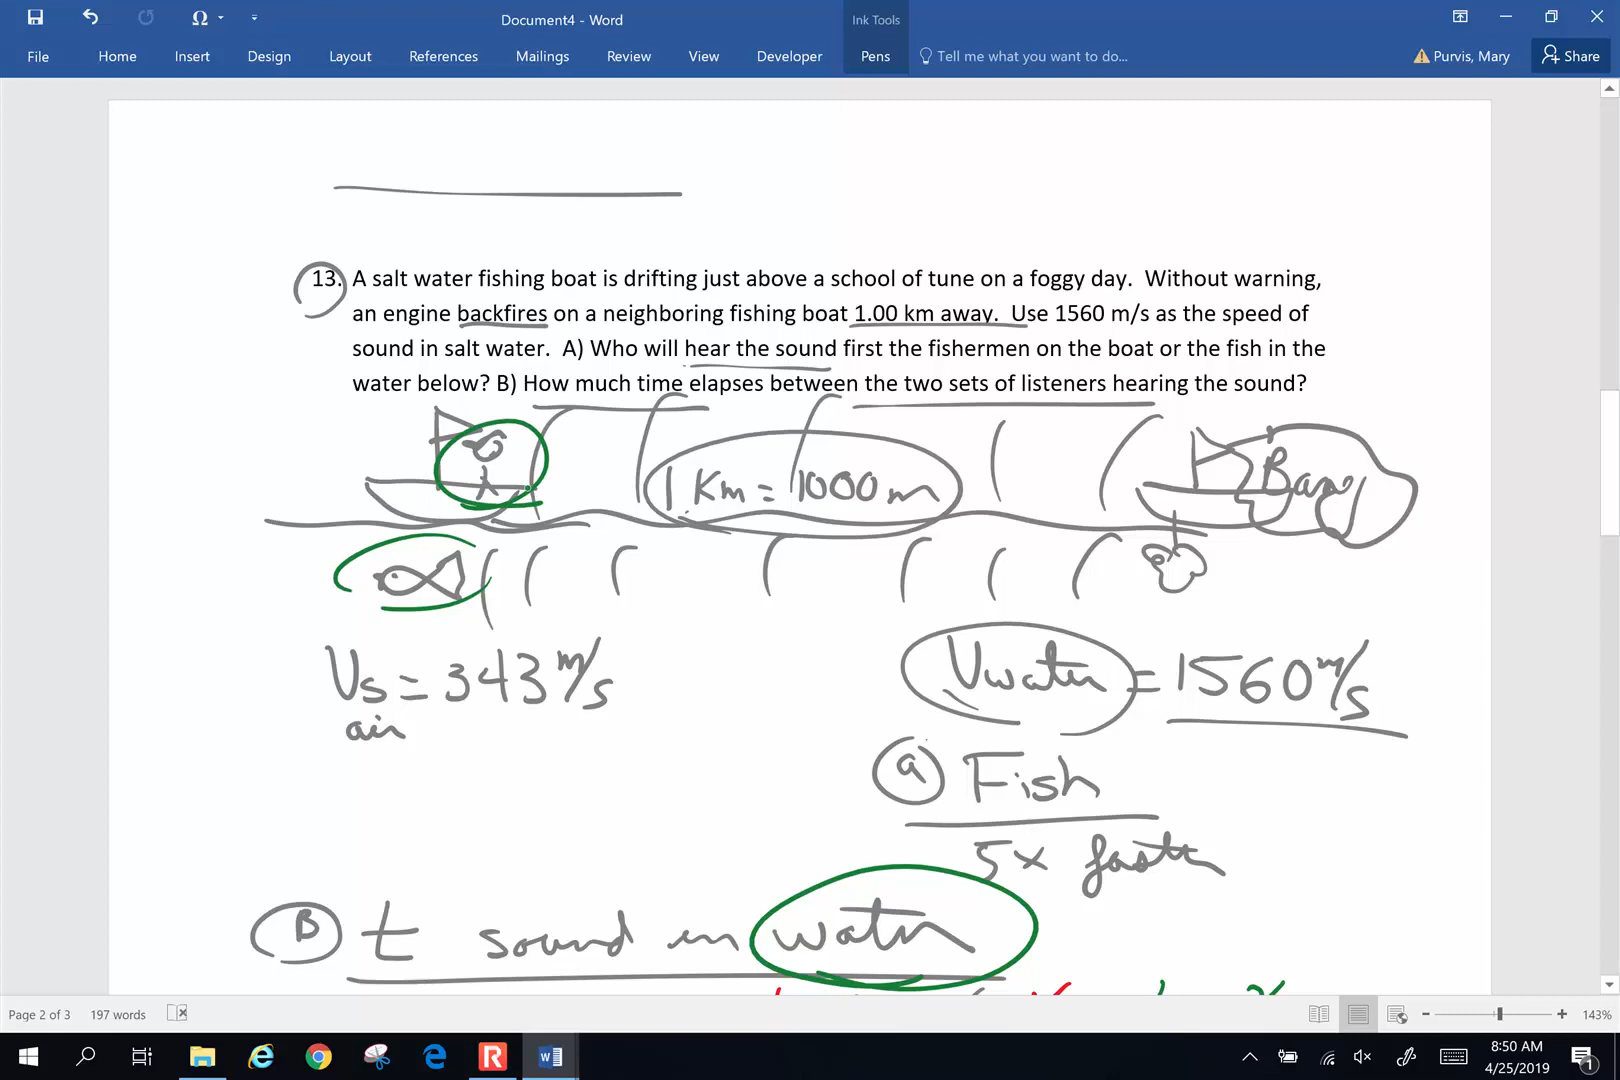 Document4 - Word
Ink Tools
File Home Insert Design Layout References Mailings Review View Developer Pens Tell me what you want to do... Purvis, Mary Share
13. A salt water fishing boat is drifting just above a school of tune on a foggy day. Without warning,
an engine backfires on a neighboring fishing boat 1.00 km away. Use 1560 m/s as the speed of
sound in salt water. A) Who will hear the sound first the fishermen on the boat or the fish in the
water below? B) How much time elapses between the two sets of listeners hearing the sound?
1 Km = 1000 m
Bang
Vs = 343 m/s
air
Vwater = 1560 m/s
a Fish
5x faster
B t sound in water
Page 2 of 3 197 words 143%
8:50 AM
4/25/2019
1